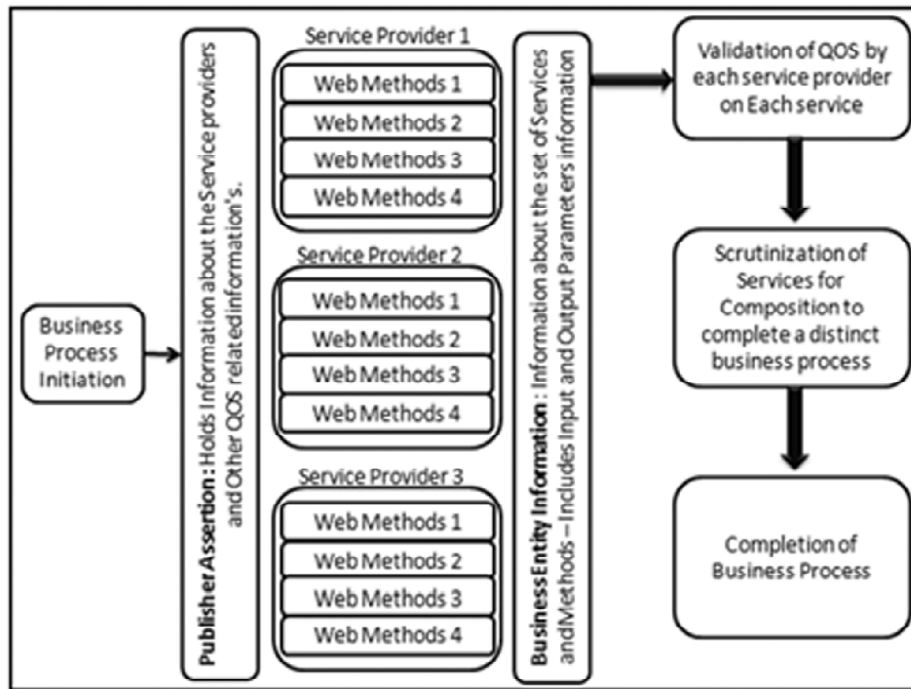 Business
Process
Initiation
Publisher Assertion : Holds Information about the Service providers
and Other QOS related information's.
Service Provider 1
Web Methods 1
Web Methods 2
Web Methods 3
Web Methods 4
Service Provider 2
Web Methods 1
Web Methods 2
Web Methods 3
Web Methods 4
Service Provider 3
Web Methods 1
Web Methods 2
Web Methods 3
Web Methods 4
Business Entity Information : Information about the set of Services
and Methods – Includes Input and Output Parameters information
Validation of QOS by
each service provider
on Each service
Scrutinization of
Services for
Composition to
complete a distinct
business process
Completion of
Business Process